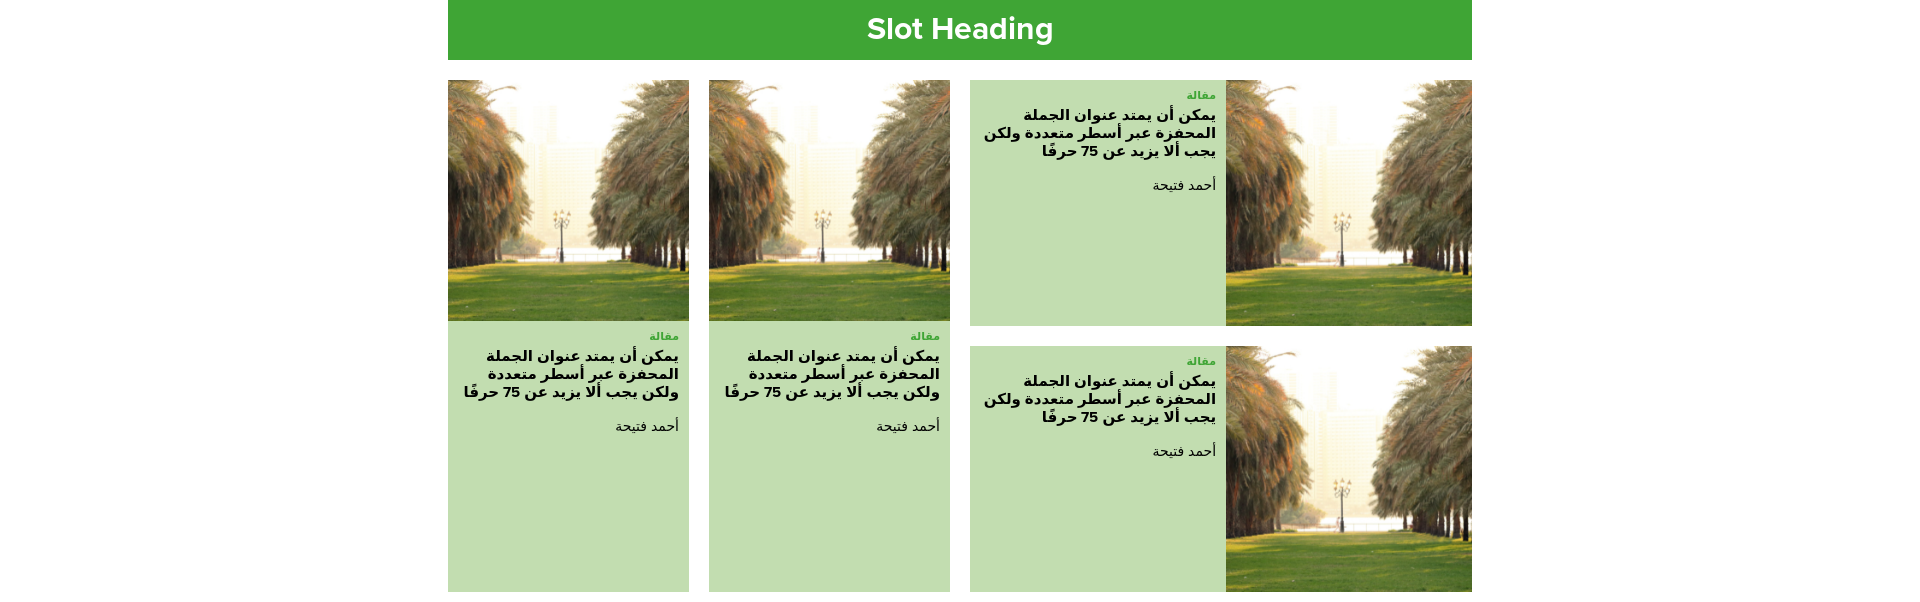 Slot Heading
مقالة
يمكن أن يمتد عنوان الجملة
المحفزة عبر أسطر متعددة ولكن
يجب ألا يزيد عن 75 حرفًا
أحمد فتيحة
مقالة
يمكن أن يمتد عنوان الجملة
المحفزة عبر أسطر متعددة ولكن
يجب ألا يزيد عن 75 حرفًا
أحمد فتيحة
مقالة
يمكن أن يمتد عنوان الجملة
المحفزة عبر أسطر متعددة
ولكن يجب ألا يزيد عن 75 حرفًا
أحمد فتيحة
مقالة
يمكن أن يمتد عنوان الجملة
المحفزة عبر أسطر متعددة
ولكن يجب ألا يزيد عن 75 حرفًا
أحمد فتيحة